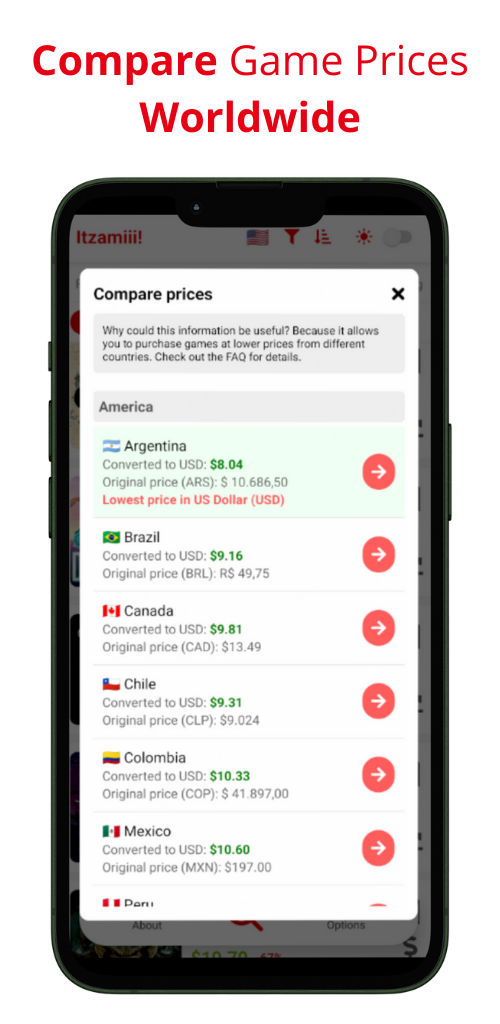 Compare Game Prices
Worldwide
Itzamiii!
Compare prices
Why could this information be useful? Because it allows
you to purchase games at lower prices from different
countries. Check out the FAQ for details.
America
Argentina
Converted to USD: $8.04
Original price (ARS): $ 10.686,50
Lowest price in US Dollar (USD)
Brazil
Converted to USD: $9.16
Original price (BRL): R$ 49,75
Canada
Converted to USD: $9.81
Original price (CAD): $13.49
Chile
Converted to USD: $9.31
Original price (CLP): $9.024
Colombia
Converted to USD: $10.33
Original price (COP): $ 41.897,00
Mexico
Converted to USD: $10.60
Original price (MXN): $197.00
Peru
About
Options